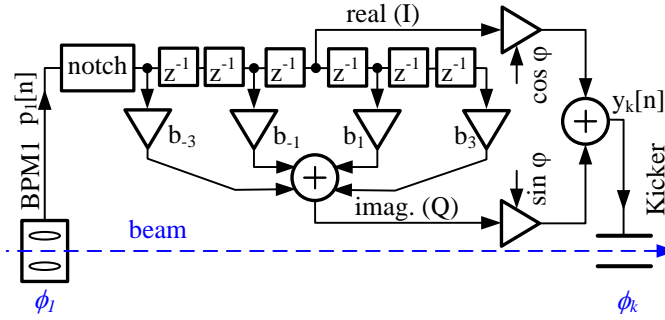 real (I)
notch
z⁻¹ z⁻¹ z⁻¹ z⁻¹ z⁻¹ z⁻¹
cos φ
BPM1 p₁[n]
b₋₃ b₋₁ b₁ b₃
+
+
yₖ[n]
sin φ
imag. (Q)
Kicker
beam
ϕ₁
ϕₖ